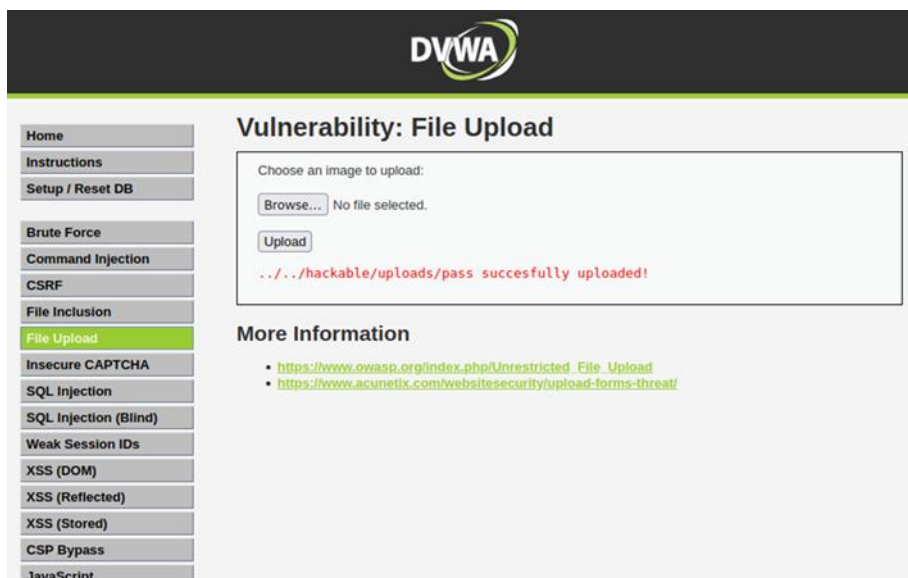 DVWA
Home
Instructions
Setup / Reset DB
Brute Force
Command Injection
CSRF
File Inclusion
File Upload
Insecure CAPTCHA
SQL Injection
SQL Injection (Blind)
Weak Session IDs
XSS (DOM)
XSS (Reflected)
XSS (Stored)
CSP Bypass
JavaScript
Vulnerability: File Upload
Choose an image to upload:
Browse... No file selected.
Upload
../../hackable/uploads/pass succesfully uploaded!
More Information
• https://www.owasp.org/index.php/Unrestricted_File_Upload
• https://www.acunetix.com/websitesecurity/upload-forms-threat/